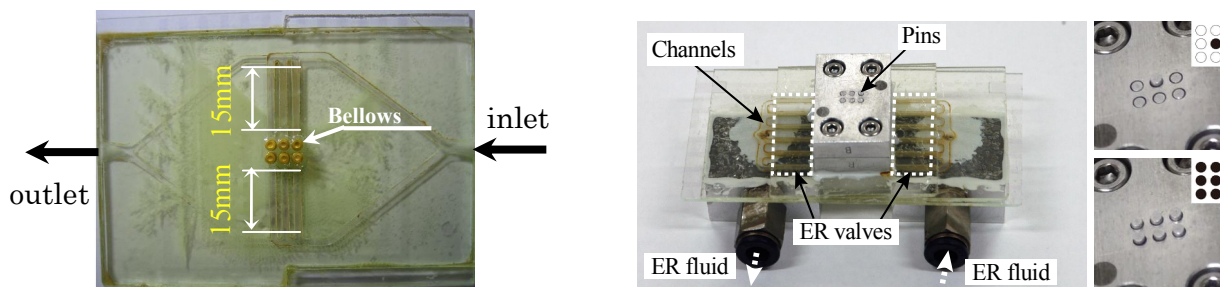 15mm
Bellows
inlet
outlet
15mm
Channels
Pins
ER valves
ER fluid
ER fluid